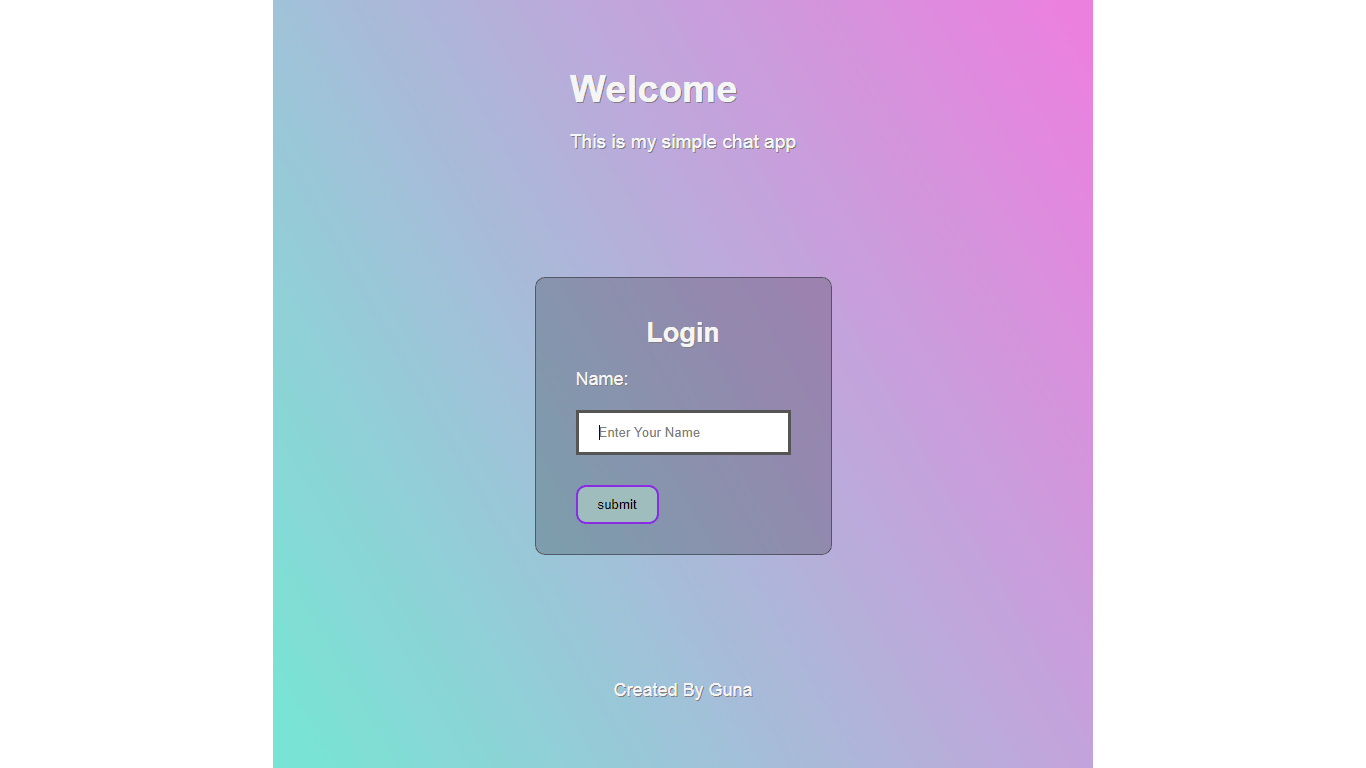 Welcome
This is my simple chat app
Login
Name:
Enter Your Name
submit
Created By Guna